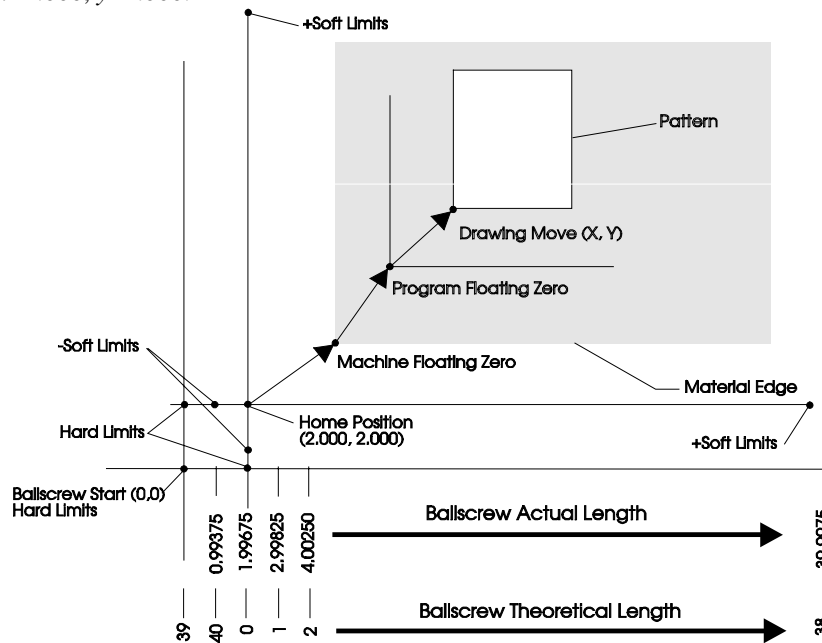 +Soft Limits
Pattern
Drawing Move (X, Y)
Program Floating Zero
-Soft Limits
Machine Floating Zero
Material Edge
Home Position
(2.000, 2.000)
Hard Limits
+Soft Limits
Ballscrew Start (0,0)
Hard Limits
Ballscrew Actual Length
0.99375
1.99675
2.99825
4.00250
Ballscrew Theoretical Length
39
40
0
1
2
38